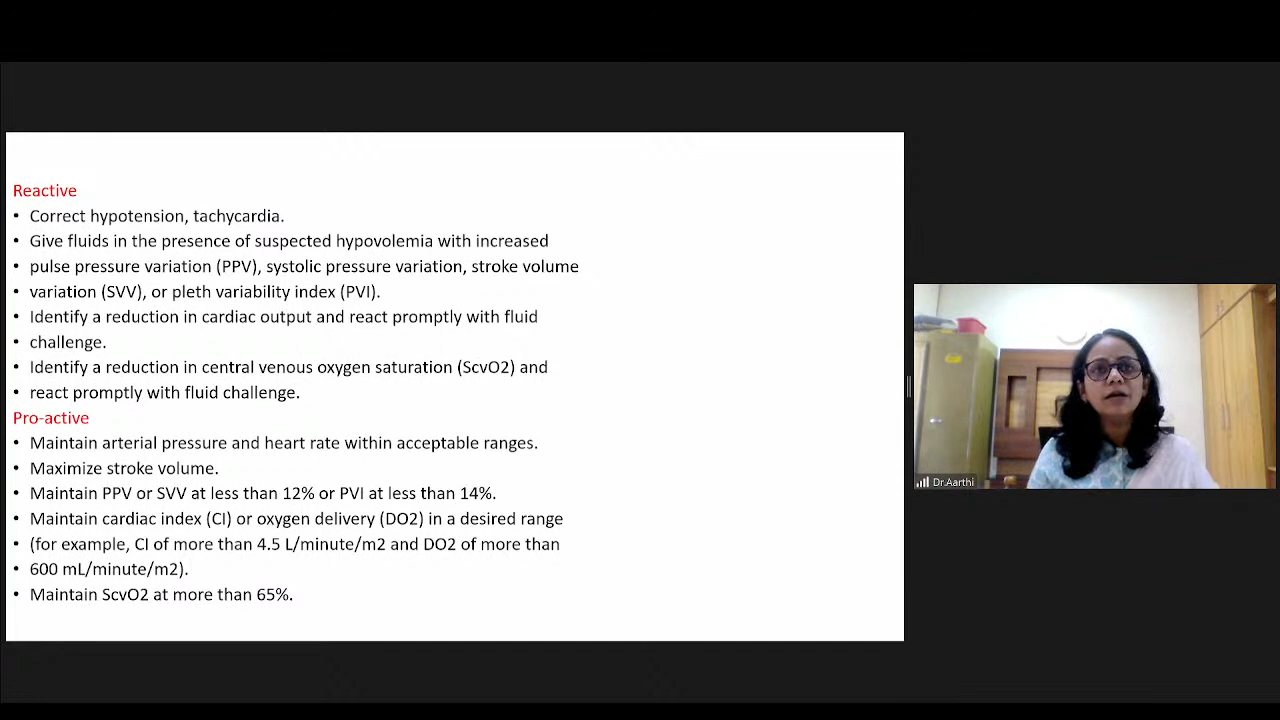 Reactive
• Correct hypotension, tachycardia.
• Give fluids in the presence of suspected hypovolemia with increased
• pulse pressure variation (PPV), systolic pressure variation, stroke volume
• variation (SVV), or pleth variability index (PVI).
• Identify a reduction in cardiac output and react promptly with fluid
• challenge.
• Identify a reduction in central venous oxygen saturation (ScvO2) and
• react promptly with fluid challenge.
Pro-active
• Maintain arterial pressure and heart rate within acceptable ranges.
• Maximize stroke volume.
• Maintain PPV or SVV at less than 12% or PVI at less than 14%.
• Maintain cardiac index (CI) or oxygen delivery (DO2) in a desired range
• (for example, CI of more than 4.5 L/minute/m2 and DO2 of more than
• 600 mL/minute/m2).
• Maintain ScvO2 at more than 65%.
Dr.Aarthi